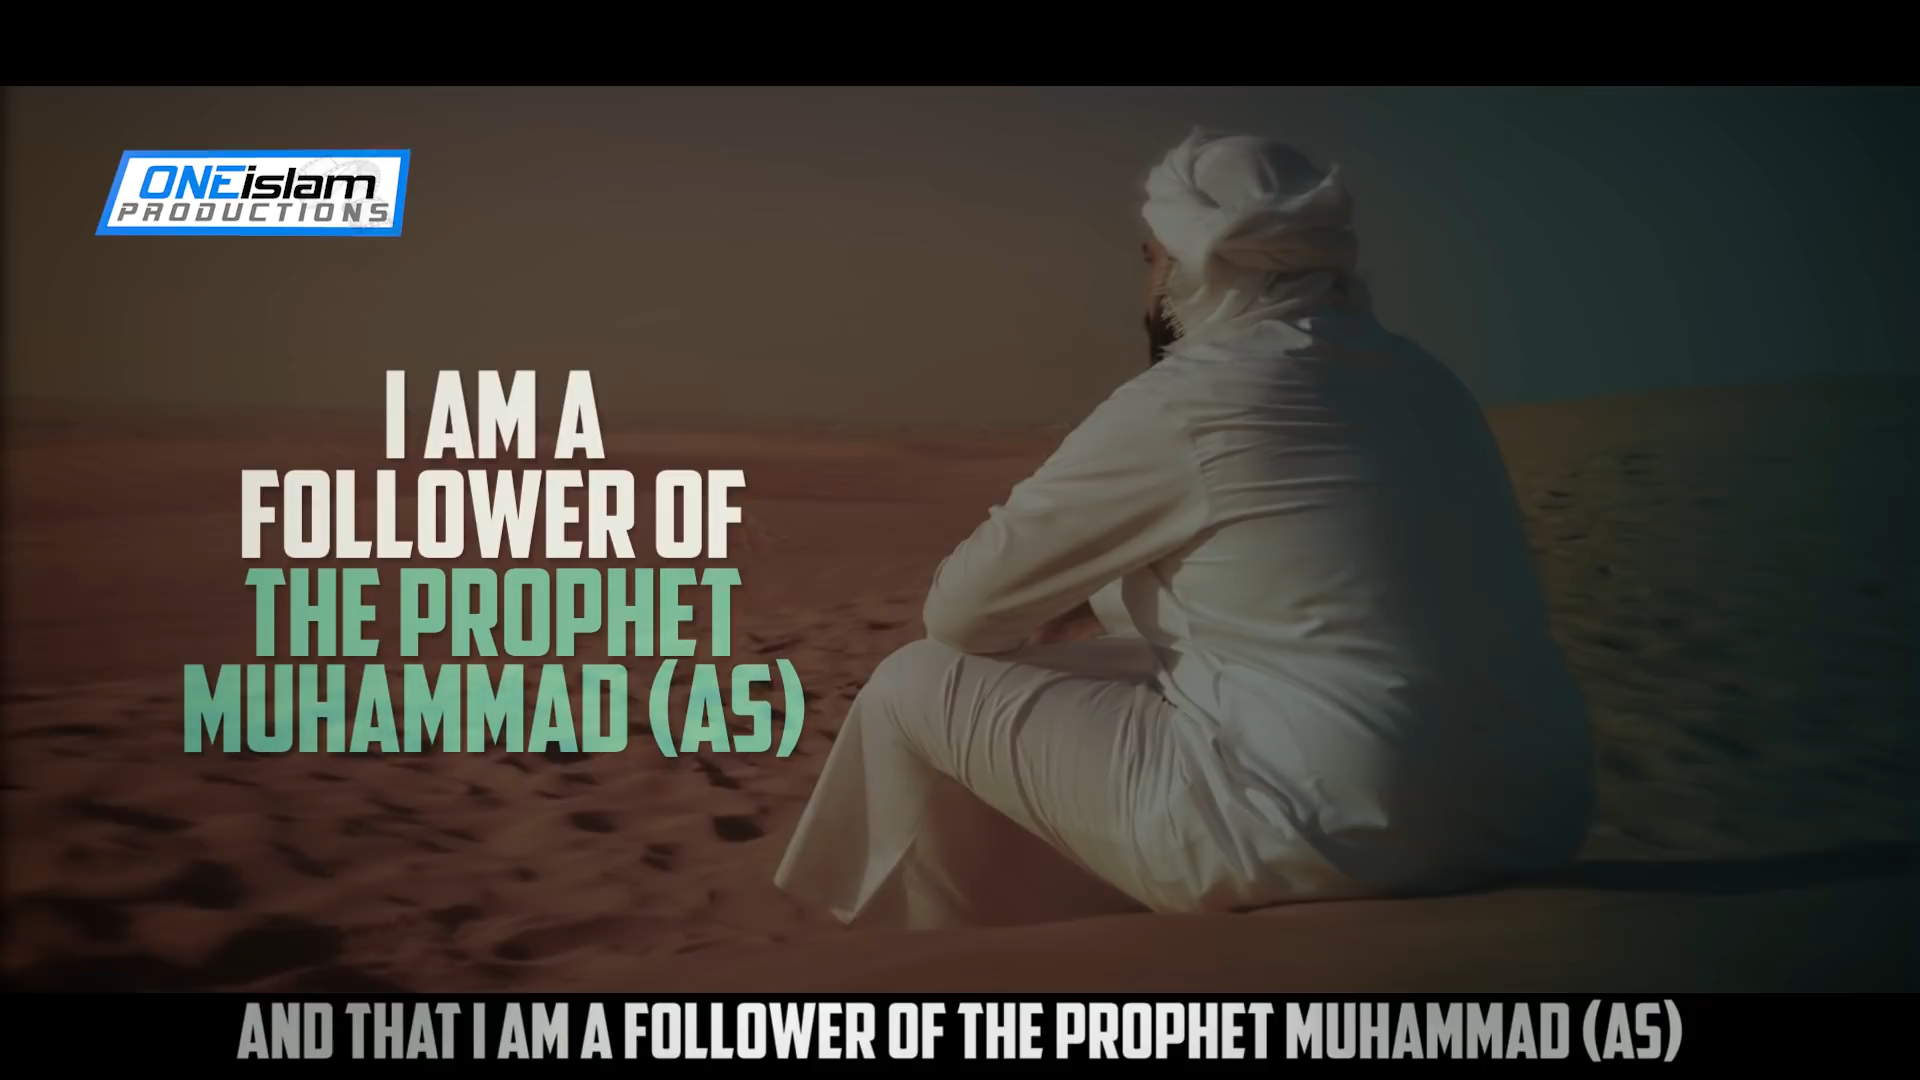 ONEislam
PRODUCTIONS
I AM A
FOLLOWER OF
THE PROPHET
MUHAMMAD (AS)
AND THAT I AM A FOLLOWER OF THE PROPHET MUHAMMAD (AS)